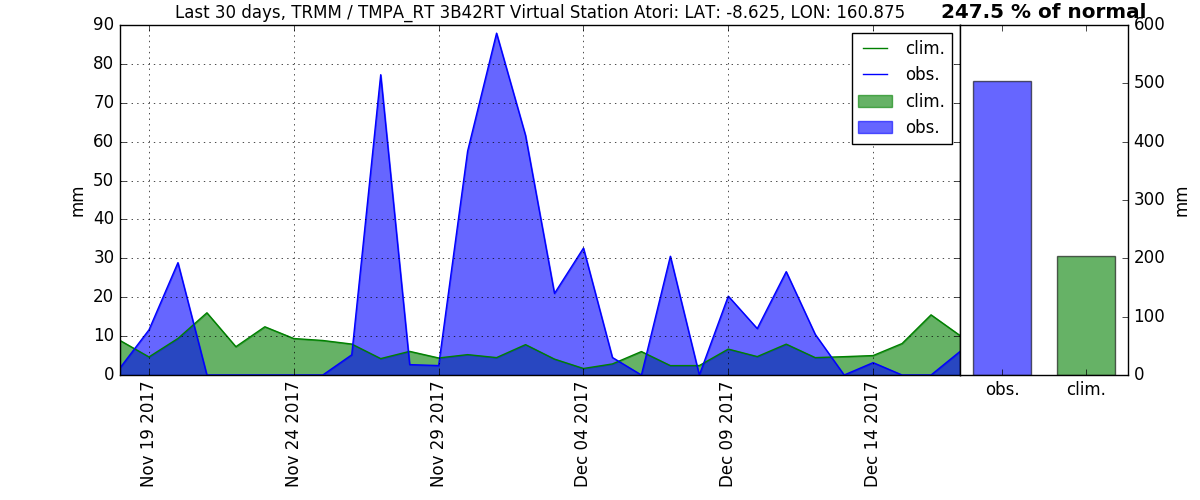 Last 30 days, TRMM / TMPA_RT 3B42RT Virtual Station Atori: LAT: -8.625, LON: 160.875
247.5 % of normal
90
80
70
60
50
40
30
20
10
0
mm
clim.
obs.
clim.
obs.
Nov 19 2017
Nov 24 2017
Nov 29 2017
Dec 04 2017
Dec 09 2017
Dec 14 2017
600
500
400
300
200
100
0
mm
obs.
clim.